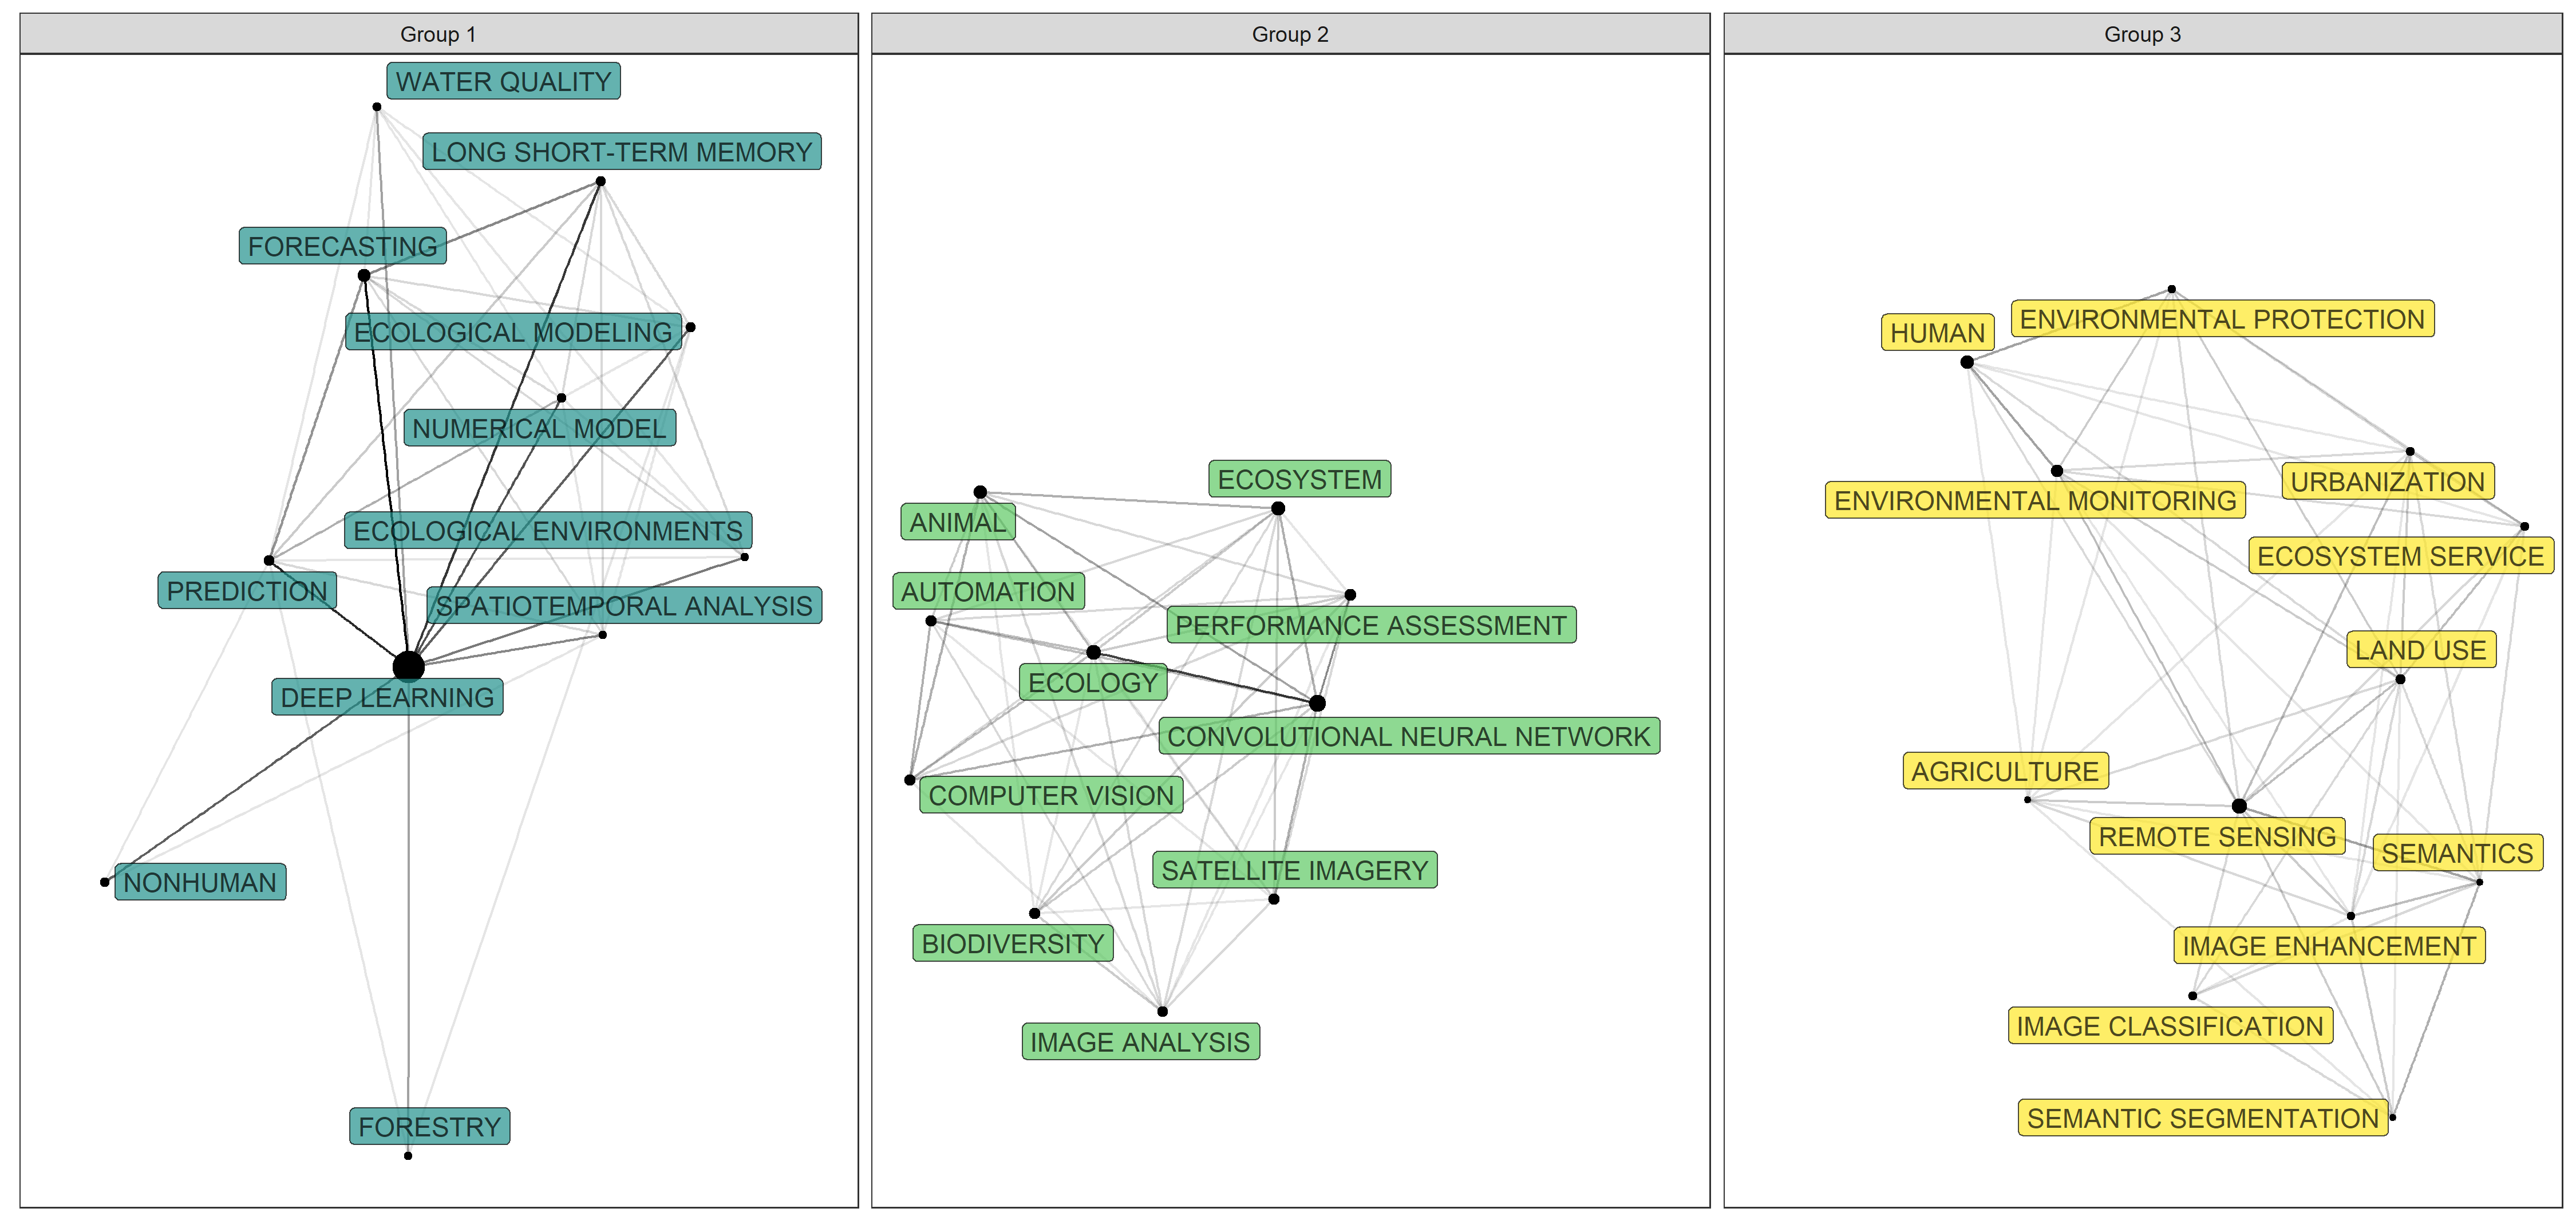 Group 1
WATER QUALITY
LONG SHORT-TERM MEMORY
FORECASTING
ECOLOGICAL MODELING
NUMERICAL MODEL
ECOLOGICAL ENVIRONMENTS
PREDICTION
SPATIOTEMPORAL ANALYSIS
DEEP LEARNING
NONHUMAN
FORESTRY
Group 2
ECOSYSTEM
ANIMAL
AUTOMATION
PERFORMANCE ASSESSMENT
ECOLOGY
CONVOLUTIONAL NEURAL NETWORK
COMPUTER VISION
SATELLITE IMAGERY
BIODIVERSITY
IMAGE ANALYSIS
Group 3
ENVIRONMENTAL PROTECTION
HUMAN
URBANIZATION
ENVIRONMENTAL MONITORING
ECOSYSTEM SERVICE
LAND USE
AGRICULTURE
REMOTE SENSING
SEMANTICS
IMAGE ENHANCEMENT
IMAGE CLASSIFICATION
SEMANTIC SEGMENTATION